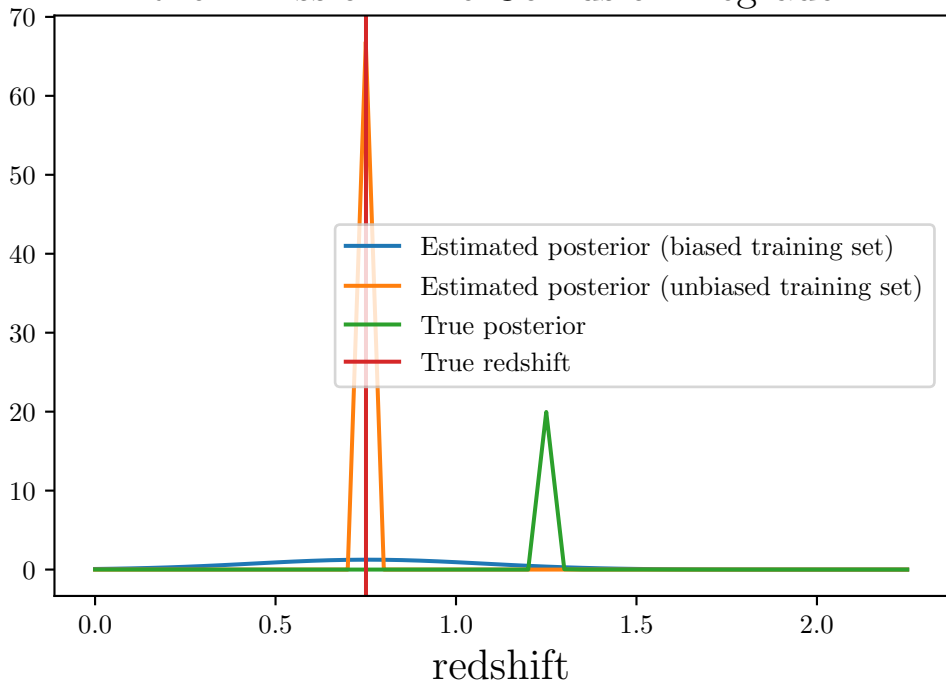 70
60
50
40
30
20
10
0
Estimated posterior (biased training set)
Estimated posterior (unbiased training set)
True posterior
True redshift
0.0 0.5 1.0 1.5 2.0
redshift